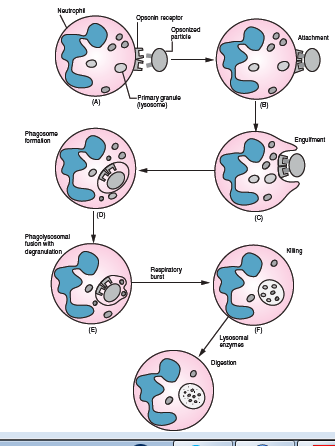 Neutrophil
Opsonin receptor
Opsonized
particle
Attachment
Primary granule
(lysosome)
(A)
(B)
Phagosome
formation
Engulfment
(D)
(C)
Phagolysosomal
fusion with
degranulation
Respiratory
burst
Killing
(E)
(F)
Lysosomal
enzymes
Digestion